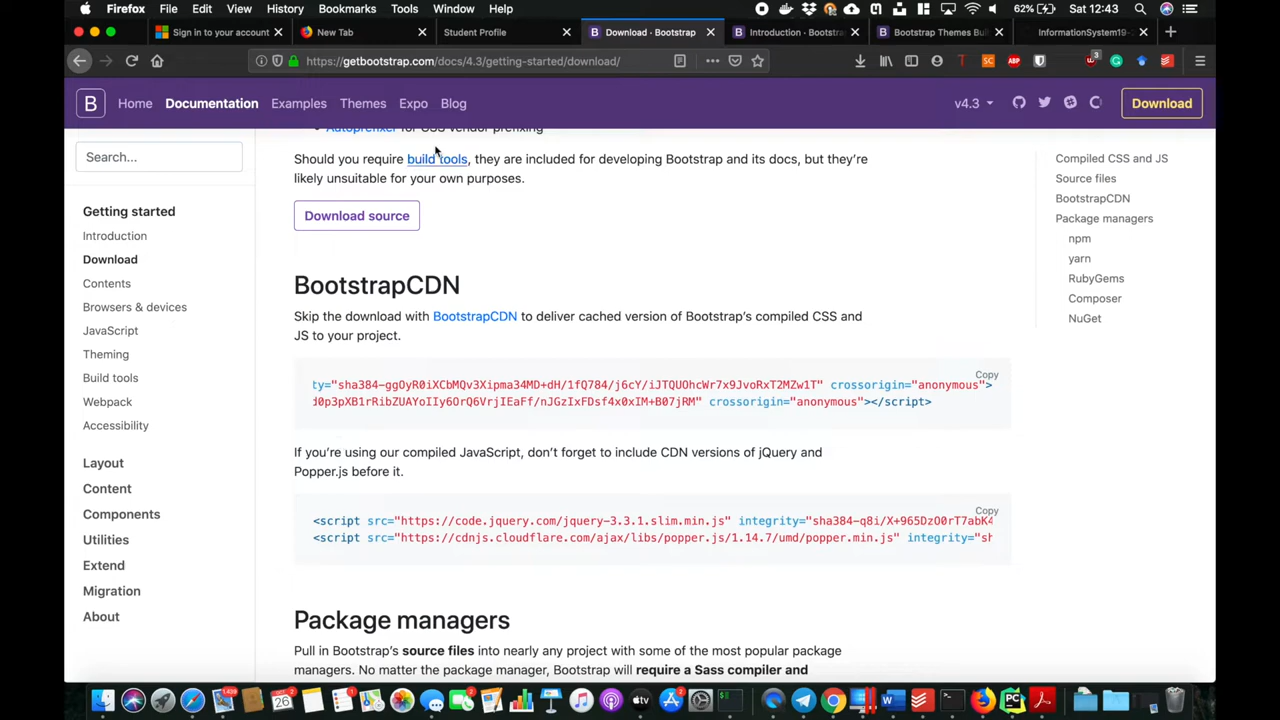 Firefox File Edit View History Bookmarks Tools Window Help
62% Sat 12:43
Sign in to your account
New Tab
Student Profile
Download · Bootstrap
Introduction · Bootstra
Bootstrap Themes Bui
InformationSystem19-
https://getbootstrap.com/docs/4.3/getting-started/download/
Home Documentation Examples Themes Expo Blog
v4.3
Download
Search...
Getting started
Introduction
Download
Contents
Browsers & devices
JavaScript
Theming
Build tools
Webpack
Accessibility
Layout
Content
Components
Utilities
Extend
Migration
About
Autoprefixer for CSS vendor prefixing
Should you require build tools, they are included for developing Bootstrap and its docs, but they’re
likely unsuitable for your own purposes.
Download source
BootstrapCDN
Skip the download with BootstrapCDN to deliver cached version of Bootstrap’s compiled CSS and
JS to your project.
Copy
ty="sha384-ggOyR0iXCbMQv3Xipma34MD+dH/1fQ784/j6cY/iJTQUOhcWr7x9JvoRxT2MZw1T" crossorigin="anonymous">
d0p3pXB1rRibZUAYoIIy6OrQ6VrjIEaFf/nJGzIxFDsf4x0xIM+B07jRM" crossorigin="anonymous"></script>
If you’re using our compiled JavaScript, don’t forget to include CDN versions of jQuery and
Popper.js before it.
Copy
<script src="https://code.jquery.com/jquery-3.3.1.slim.min.js" integrity="sha384-q8i/X+965DzO0rT7abK4
<script src="https://cdnjs.cloudflare.com/ajax/libs/popper.js/1.14.7/umd/popper.min.js" integrity="sh
Package managers
Pull in Bootstrap’s source files into nearly any project with some of the most popular package
managers. No matter the package manager, Bootstrap will require a Sass compiler and
Compiled CSS and JS
Source files
BootstrapCDN
Package managers
npm
yarn
RubyGems
Composer
NuGet